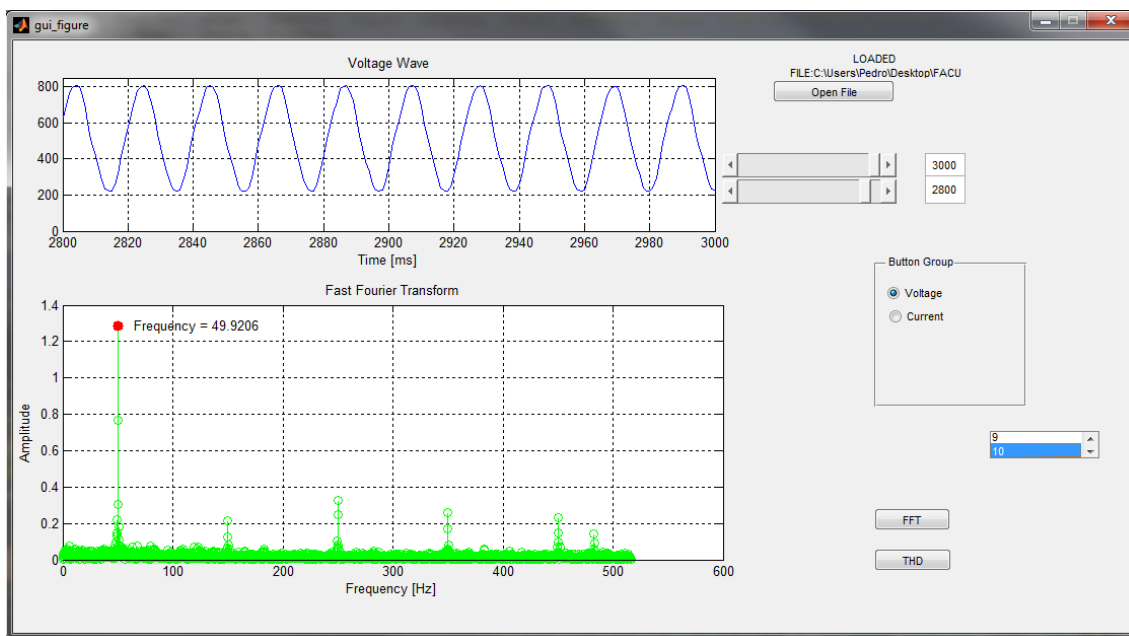 gui_figure
Voltage Wave
800
600
400
200
0
2800 2820 2840 2860 2880 2900 2920 2940 2960 2980 3000
Time [ms]
LOADED
FILE:C:\Users\Pedro\Desktop\FACU
Open File
3000
2800
Button Group
Voltage
Current
Fast Fourier Transform
1.4
1.2
1
0.8
0.6
0.4
0.2
0
Amplitude
Frequency = 49.9206
0 100 200 300 400 500 600
Frequency [Hz]
9
10
FFT
THD